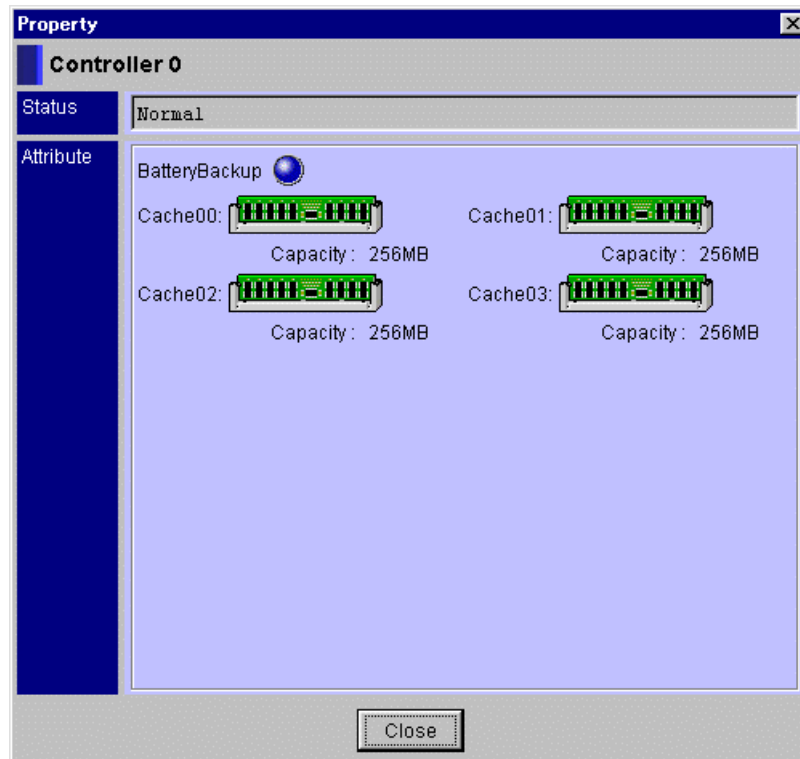 Property
Controller 0
Status Normal
Attribute
BatteryBackup
Cache00: Cache01:
Capacity : 256MB Capacity : 256MB
Cache02: Cache03:
Capacity : 256MB Capacity : 256MB
Close